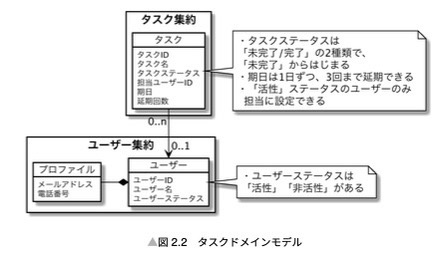 タスク集約
タスク
タスクID
タスク名
タスクステータス
担当ユーザーID
期日
延期回数
・タスクステータスは
「未完了/完了」の2種類で、
「未完了」からはじまる
・期日は1日ずつ、3回まで延期できる
・「活性」ステータスのユーザーのみ
担当に設定できる
0..n
0..1
ユーザー集約
プロファイル
メールアドレス
電話番号
ユーザー
ユーザーID
ユーザー名
ユーザーステータス
・ユーザーステータスは
「活性」「非活性」がある
▲図 2.2 タスクドメインモデル